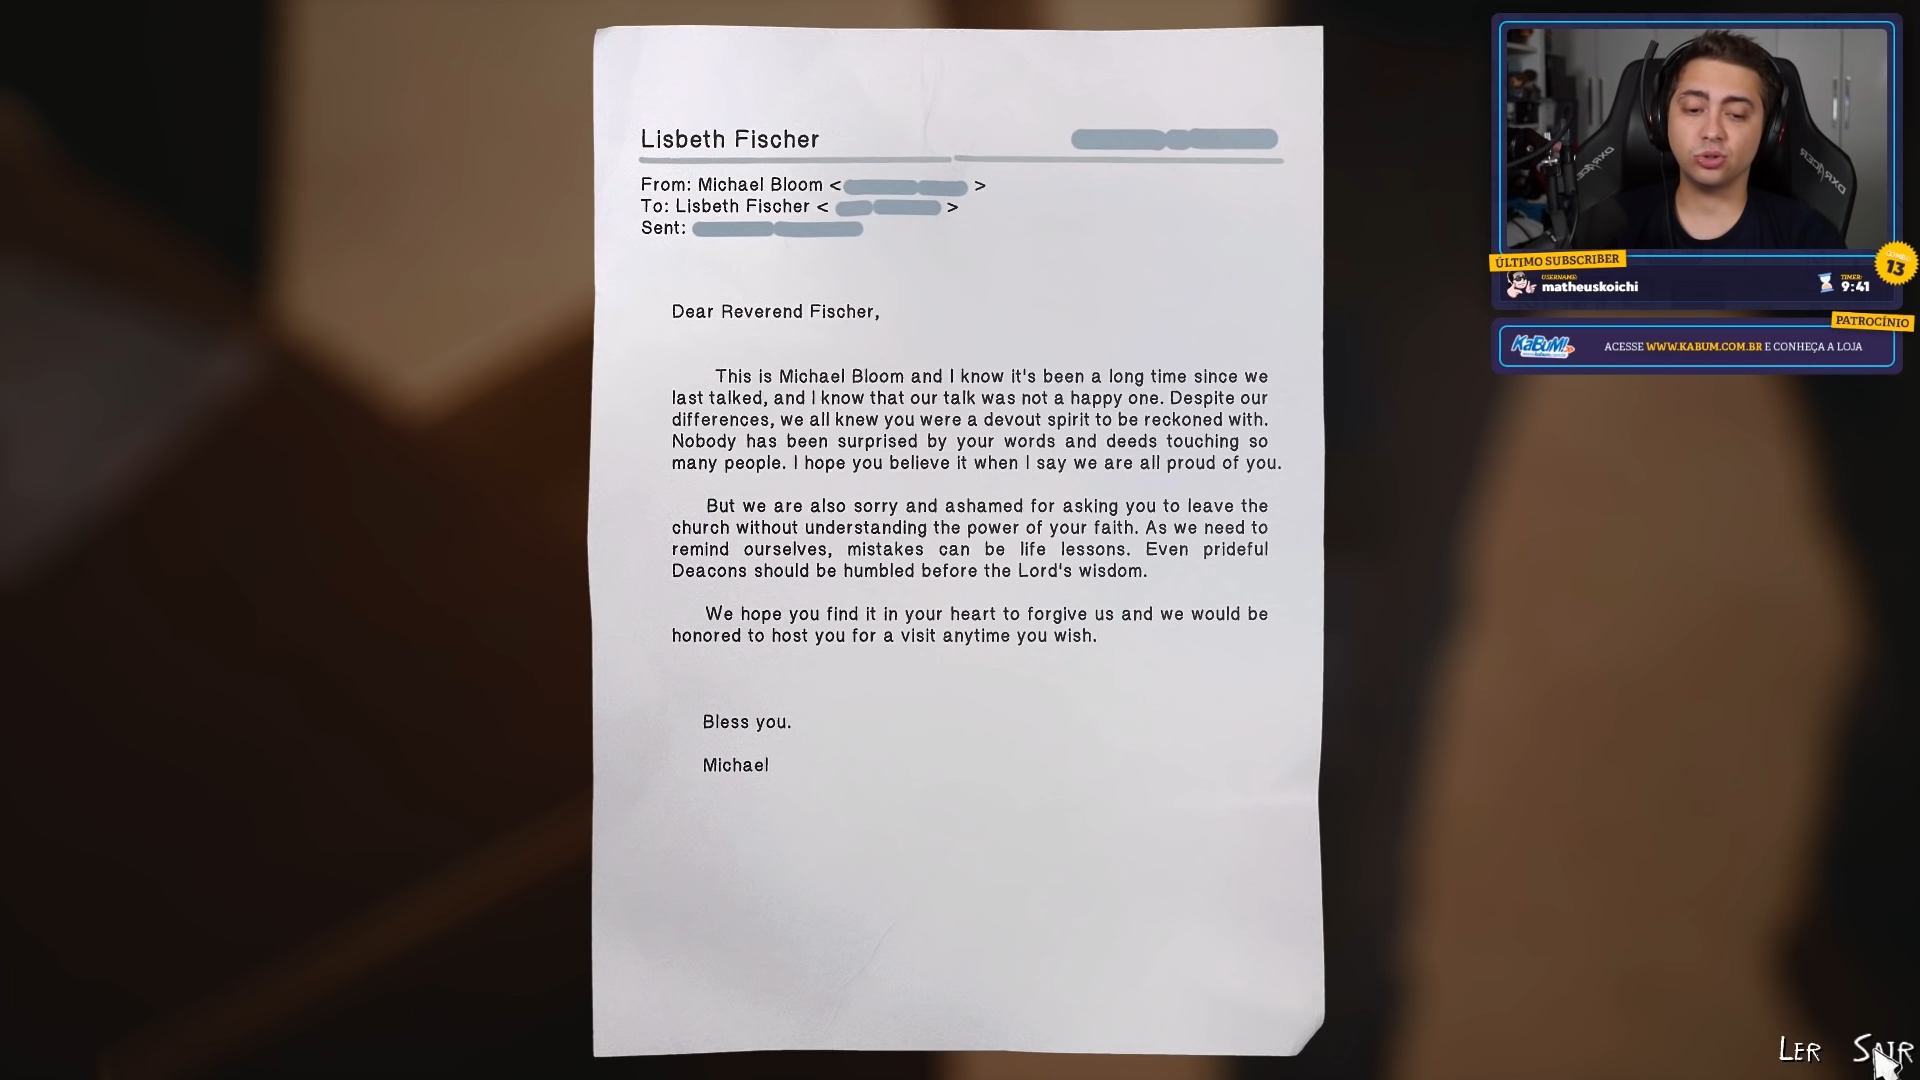 Lisbeth Fischer
From: Michael Bloom < >
To: Lisbeth Fischer < >
Sent:
Dear Reverend Fischer,
This is Michael Bloom and I know it's been a long time since we
last talked, and I know that our talk was not a happy one. Despite our
differences, we all knew you were a devout spirit to be reckoned with.
Nobody has been surprised by your words and deeds touching so
many people. I hope you believe it when I say we are all proud of you.
But we are also sorry and ashamed for asking you to leave the
church without understanding the power of your faith. As we need to
remind ourselves, mistakes can be life lessons. Even prideful
Deacons should be humbled before the Lord's wisdom.
We hope you find it in your heart to forgive us and we would be
honored to host you for a visit anytime you wish.
Bless you.
Michael
DXRACER
DXRACER
ÚLTIMO SUBSCRIBER
USERNAME:
matheuskoichi
TIMER:
9:41
13
PATROCÍNIO
KaBuM!
ACESSE WWW.KABUM.COM.BR E CONHEÇA A LOJA
LER SAIR